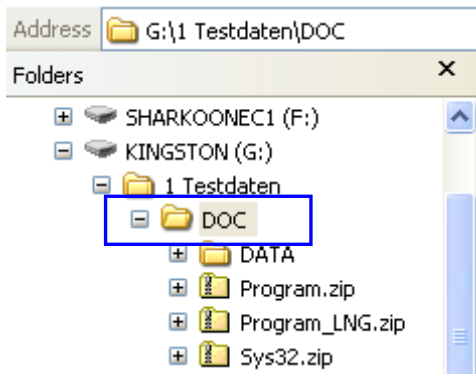 Address G:\1 Testdaten\DOC
Folders
SHARKOONEC1 (F:)
KINGSTON (G:)
1 Testdaten
DOC
DATA
Program.zip
Program_LNG.zip
Sys32.zip